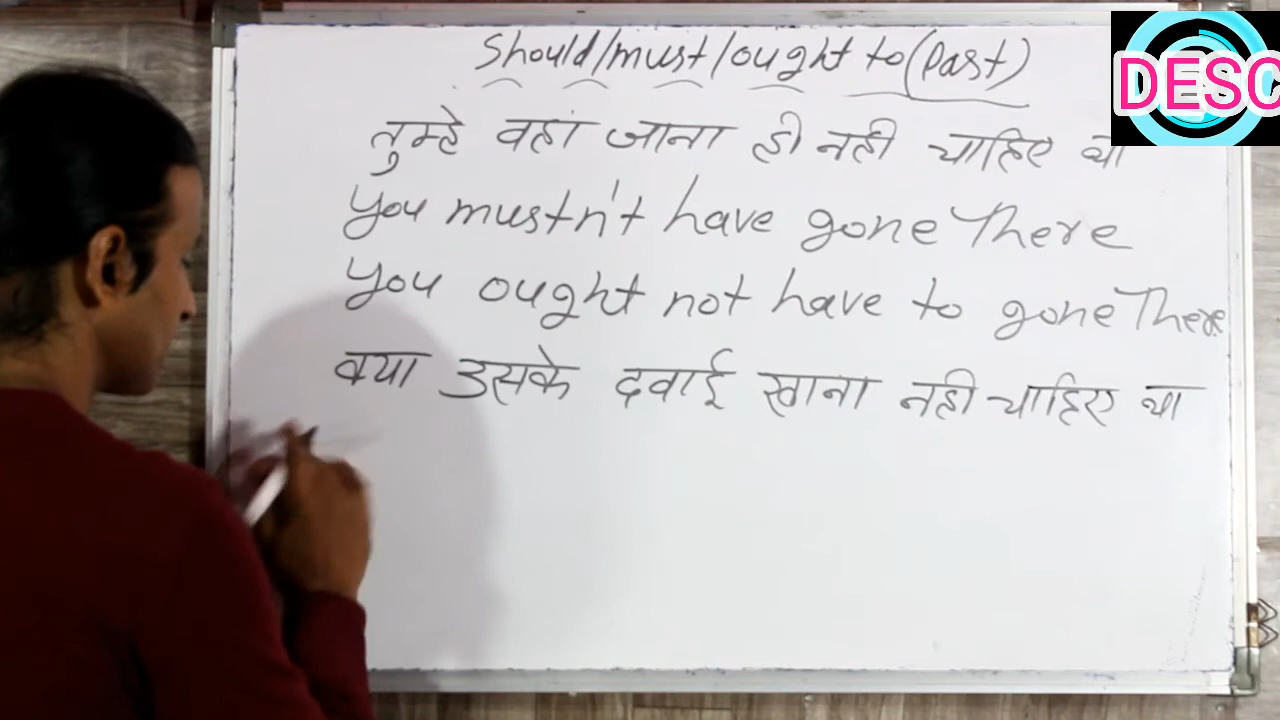 Should/must/ought to (Past)
DESC
तुम्हे वहां जाना ही नही चाहिए था
You mustn't have gone There
You ought not have to gone There
क्या उसके दवाई खाना नही चाहिए था